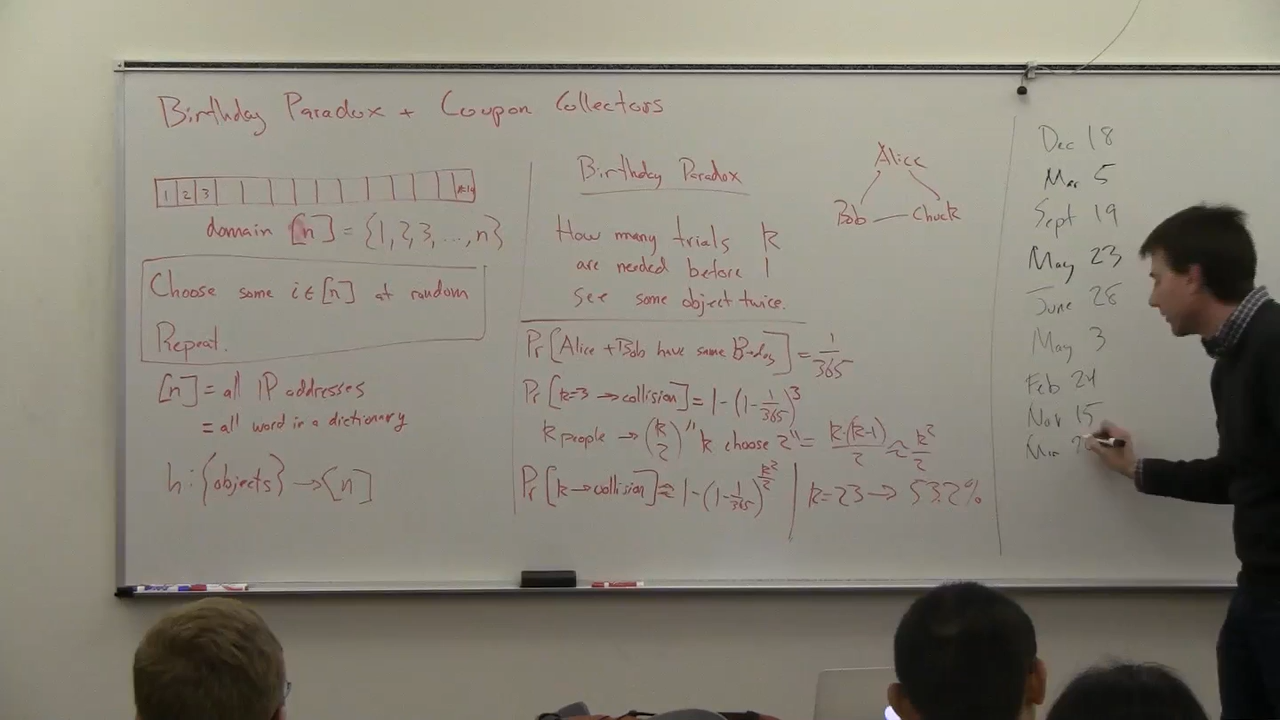 Birthday Paradox + Coupon Collectors
1 2 3
domain [n] = {1,2,3, ..., n}
Choose some i ∈ [n] at random
Repeat.
[n] = all IP addresses
= all word in a dictionary
h: {objects} → [n]
Birthday Paradox
How many trials k
are needed before I
see some object twice.
Alice
Bob — Chuck
Pr[Alice + Bob have same B-day] = 1/365
Pr[k=3 → collision] = 1-(1-1/365)^3
k people → (k 2) "k choose 2" = k·(k-1)/2 ≈ k²/2
Pr[k → collision] ≈ 1-(1-1/365)^(k²/2) | k=23 → 53.2%
Dec 18
Mar 5
Sept 19
May 23
June 28
May 3
Feb 24
Nov 15